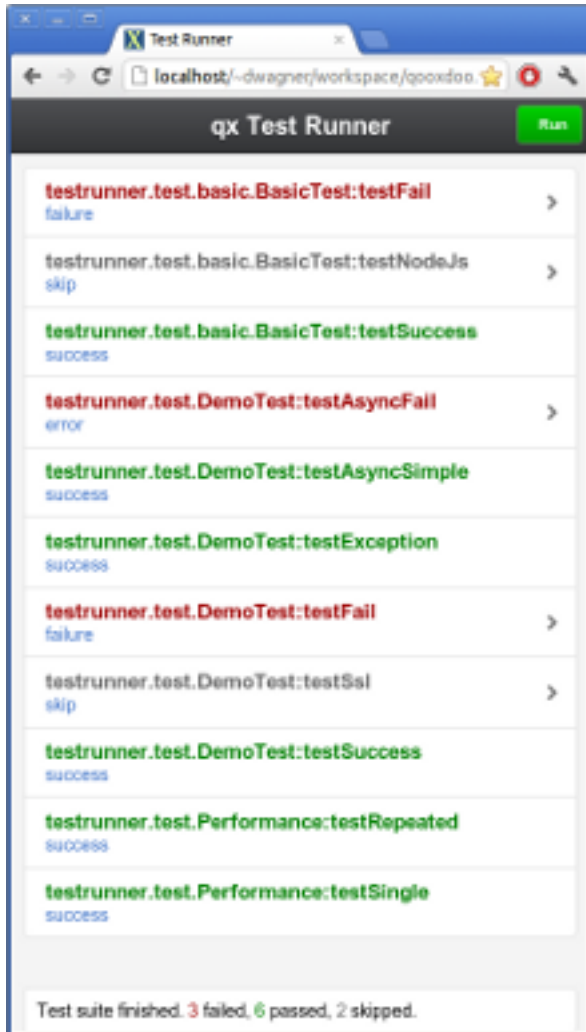 Test Runner
localhost/~dwagner/workspace/qooxdoo.
qx Test Runner
Run
testrunner.test.basic.BasicTest:testFail
failure
testrunner.test.basic.BasicTest:testNodeJs
skip
testrunner.test.basic.BasicTest:testSuccess
success
testrunner.test.DemoTest:testAsyncFail
error
testrunner.test.DemoTest:testAsyncSimple
success
testrunner.test.DemoTest:testException
success
testrunner.test.DemoTest:testFail
failure
testrunner.test.DemoTest:testSsl
skip
testrunner.test.DemoTest:testSuccess
success
testrunner.test.Performance:testRepeated
success
testrunner.test.Performance:testSingle
success
Test suite finished. 3 failed, 6 passed, 2 skipped.